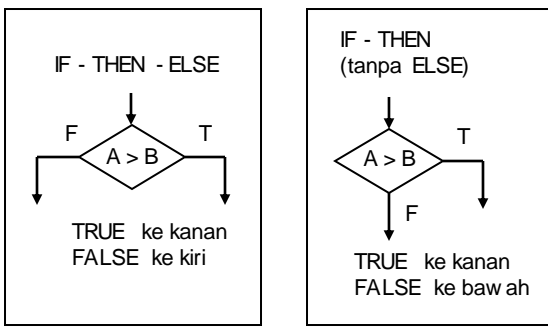 IF - THEN - ELSE
F
T
A > B
TRUE ke kanan
FALSE ke kiri
IF - THEN
(tanpa ELSE)
A > B
T
F
TRUE ke kanan
FALSE ke bawah